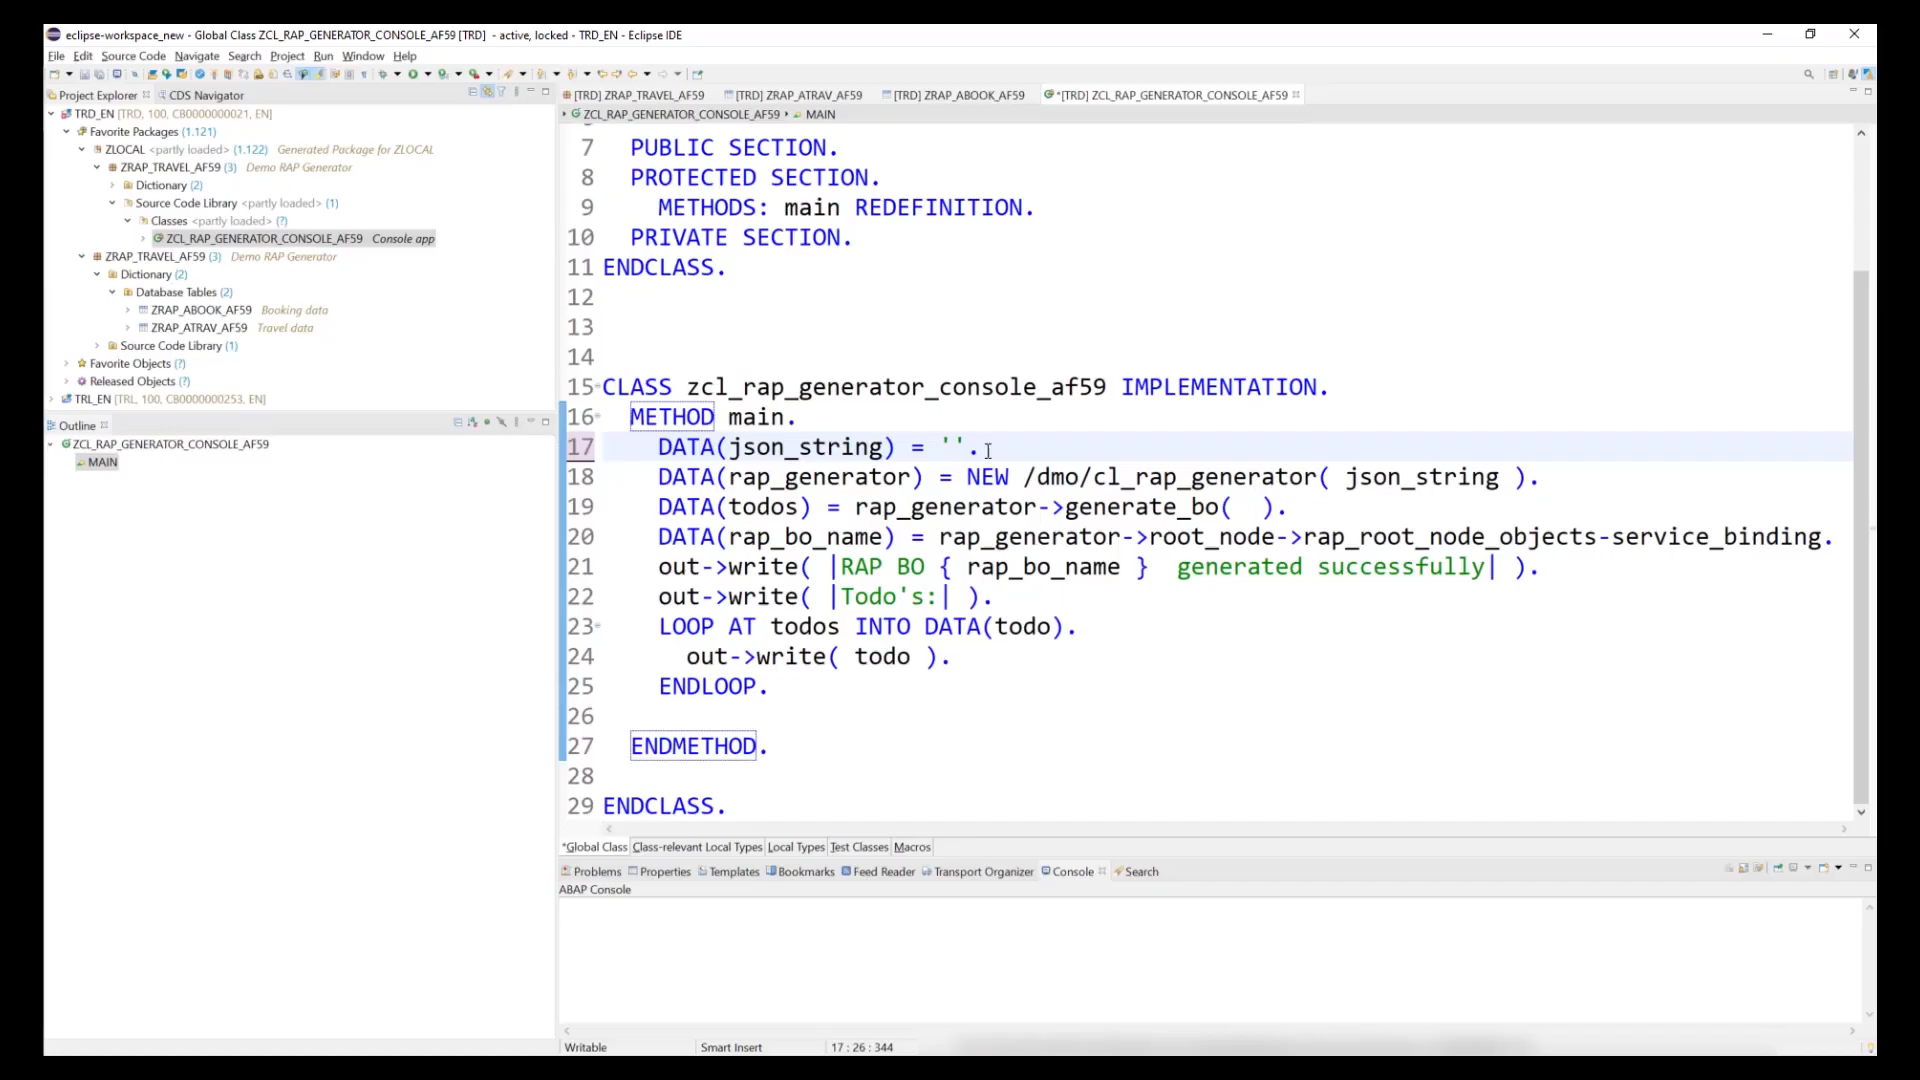 eclipse-workspace_new - Global Class ZCL_RAP_GENERATOR_CONSOLE_AF59 [TRD] - active, locked - TRD_EN - Eclipse IDE
File Edit Source Code Navigate Search Project Run Window Help
Project Explorer CDS Navigator
TRD_EN [TRD, 100, CB0000000021, EN]
Favorite Packages (1.121)
ZLOCAL <partly loaded> (1.122) Generated Package for ZLOCAL
ZRAP_TRAVEL_AF59 (3) Demo RAP Generator
Dictionary (2)
Source Code Library <partly loaded> (1)
Classes <partly loaded> (?)
ZCL_RAP_GENERATOR_CONSOLE_AF59 Console app
ZRAP_TRAVEL_AF59 (3) Demo RAP Generator
Dictionary (2)
Database Tables (2)
ZRAP_ABOOK_AF59 Booking data
ZRAP_ATRAV_AF59 Travel data
Source Code Library (1)
Favorite Objects (?)
Released Objects (?)
TRL_EN [TRL, 100, CB0000000253, EN]
Outline
ZCL_RAP_GENERATOR_CONSOLE_AF59
MAIN
[TRD] ZRAP_TRAVEL_AF59 [TRD] ZRAP_ATRAV_AF59 [TRD] ZRAP_ABOOK_AF59 *[TRD] ZCL_RAP_GENERATOR_CONSOLE_AF59
ZCL_RAP_GENERATOR_CONSOLE_AF59 MAIN
7 PUBLIC SECTION.
8 PROTECTED SECTION.
9 METHODS: main REDEFINITION.
10 PRIVATE SECTION.
11 ENDCLASS.
12
13
14
15 CLASS zcl_rap_generator_console_af59 IMPLEMENTATION.
16 METHOD main.
17 DATA(json_string) = ''.
18 DATA(rap_generator) = NEW /dmo/cl_rap_generator( json_string ).
19 DATA(todos) = rap_generator->generate_bo(  ).
20 DATA(rap_bo_name) = rap_generator->root_node->rap_root_node_objects-service_binding.
21 out->write( |RAP BO { rap_bo_name }  generated successfully| ).
22 out->write( |Todo's:| ).
23 LOOP AT todos INTO DATA(todo).
24 out->write( todo ).
25 ENDLOOP.
26
27 ENDMETHOD.
28
29 ENDCLASS.
*Global Class Class-relevant Local Types Local Types Test Classes Macros
Problems Properties Templates Bookmarks Feed Reader Transport Organizer Console Search
ABAP Console
Writable Smart Insert 17 : 26 : 344